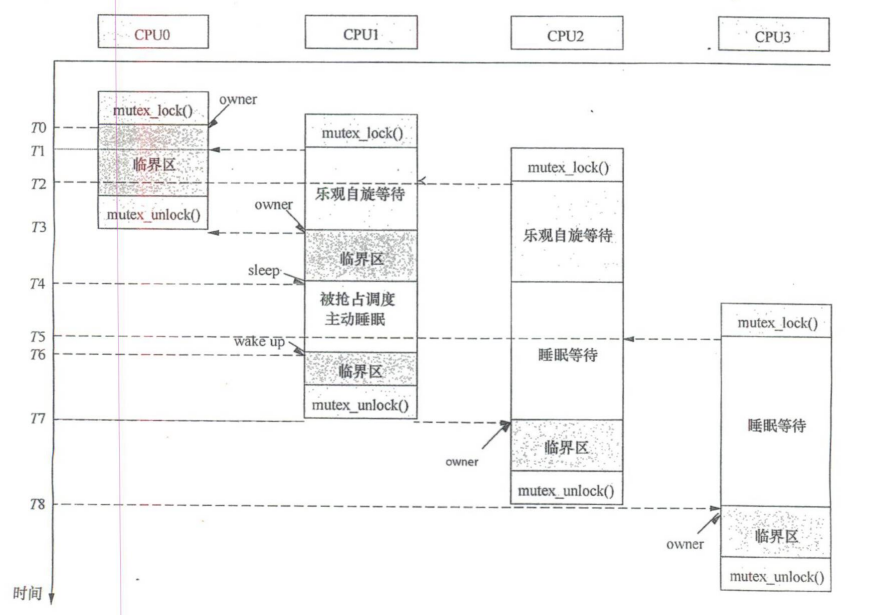 CPU0
CPU1
CPU2
CPU3
mutex_lock()
owner
T0
mutex_lock()
T1
临界区
mutex_lock()
T2
乐观自旋等待
owner
mutex_unlock()
T3
乐观自旋等待
临界区
sleep
T4
被抢占调度
主动睡眠
mutex_lock()
T5
wake up
T6
睡眠等待
临界区
mutex_unlock()
T7
睡眠等待
临界区
owner
mutex_unlock()
T8
临界区
owner
mutex_unlock()
时间